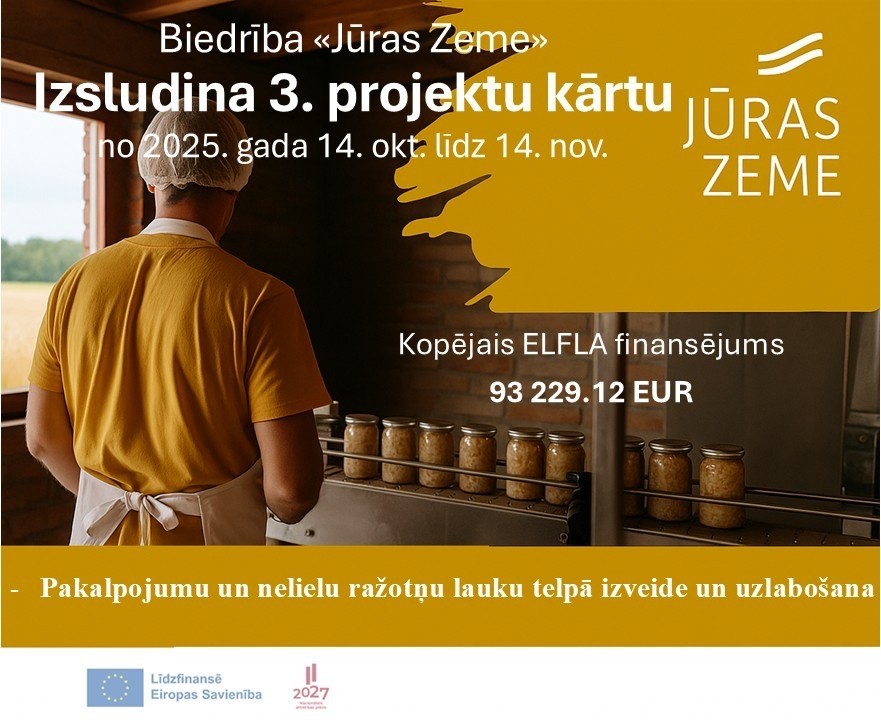 Biedrība «Jūras Zeme»
Izsludina 3. projektu kārtu
no 2025. gada 14. okt. līdz 14. nov.
JŪRAS
ZEME
Kopējais ELFLA finansējums
93 229.12 EUR
- Pakalpojumu un nelielu ražotņu lauku telpā izveide un uzlabošana
Līdzfinansē
Eiropas Savienība
2027